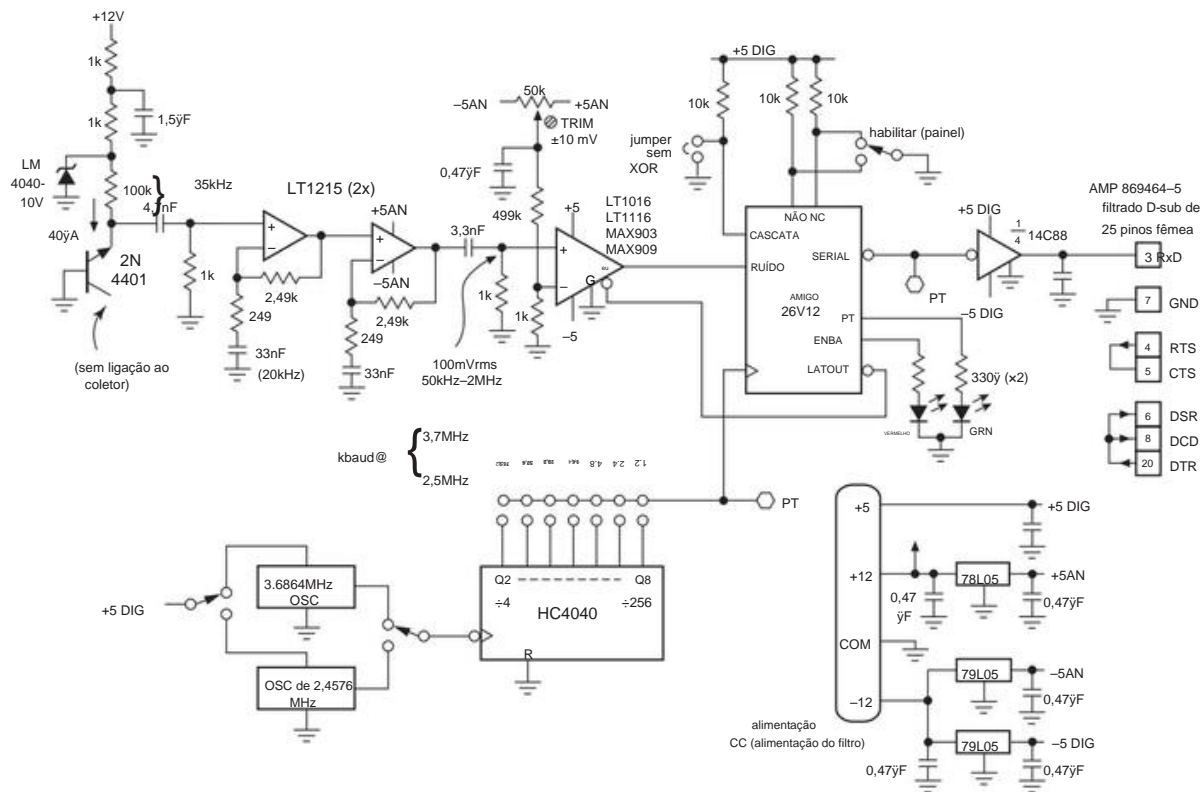 +12V
1k
1k
1,5ÿF
LM
4040-
10V
100k
4,7nF
35kHz
40ÿA
2N
4401
(sem ligação ao
coletor)
1k
LT1215 (2x)
+
–
2,49k
249
33nF
(20kHz)
+5AN
+
–
–5AN
2,49k
249
33nF
3,3nF
1k
100mVrms
50kHz–2MHz
50k
–5AN
+5AN
TRIM
±10 mV
0,47ÿF
499k
1k
+5
LT1016
LT1116
MAX903
MAX909
+
–
G
–5
+5 DIG
10k
10k
10k
jumper
sem
XOR
habilitar (painel)
NÃO NC
CASCATA
SERIAL
RUÍDO
AMIGO
26V12
PT
ENBA
LATOUT
PT
330ÿ (×2)
VERMELHO
GRN
+5 DIG
1
4
14C88
–5 DIG
AMP 869464–5
filtrado D-sub de
25 pinos fêmea
3 RxD
7 GND
4 RTS
5 CTS
6 DSR
8 DCD
20 DTR
kbaud@
3,7MHz
2,5MHz
4.8
2.4
1.2
PT
+5 DIG
3.6864MHz
OSC
OSC de 2,4576
MHz
Q2
Q8
÷4
÷256
HC4040
R
+5
+12
COM
–12
+5 DIG
0,47
ÿF
78L05
+5AN
0,47ÿF
79L05
–5AN
0,47ÿF
79L05
–5 DIG
0,47ÿF
0,47ÿF
alimentação
CC (alimentação do filtro)